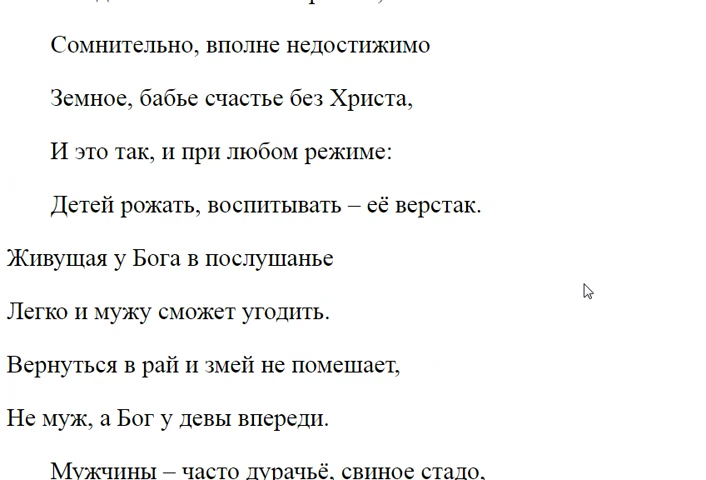 Сомнительно, вполне недостижимо
Земное, бабье счастье без Христа,
И это так, и при любом режиме:
Детей рожать, воспитывать – её верстак.
Живущая у Бога в послушанье
Легко и мужу сможет угодить.
Вернуться в рай и змей не помешает,
Не муж, а Бог у девы впереди.
Мужчины – часто дурачьё, свиное стадо,